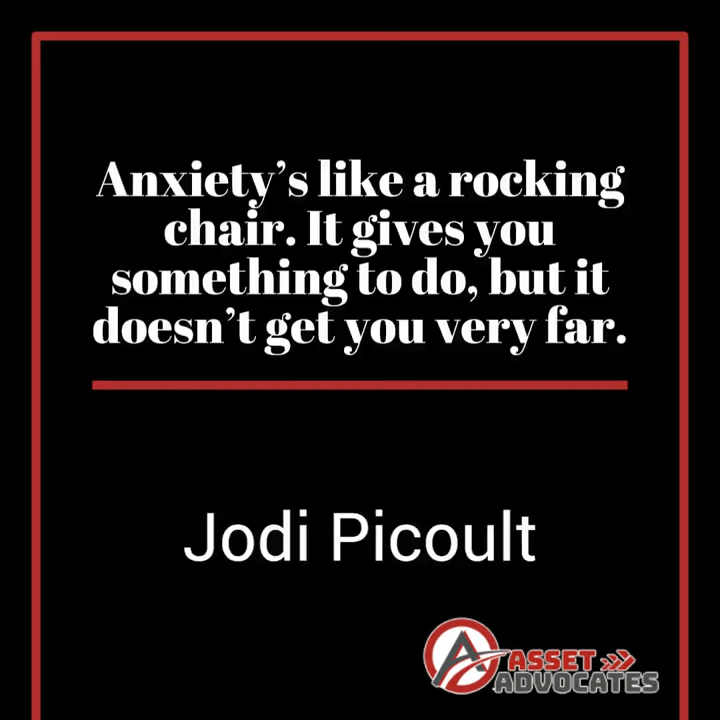 Anxiety’s like a rocking
chair. It gives you
something to do, but it
doesn’t get you very far.
Jodi Picoult
ASSET
ADVOCATES